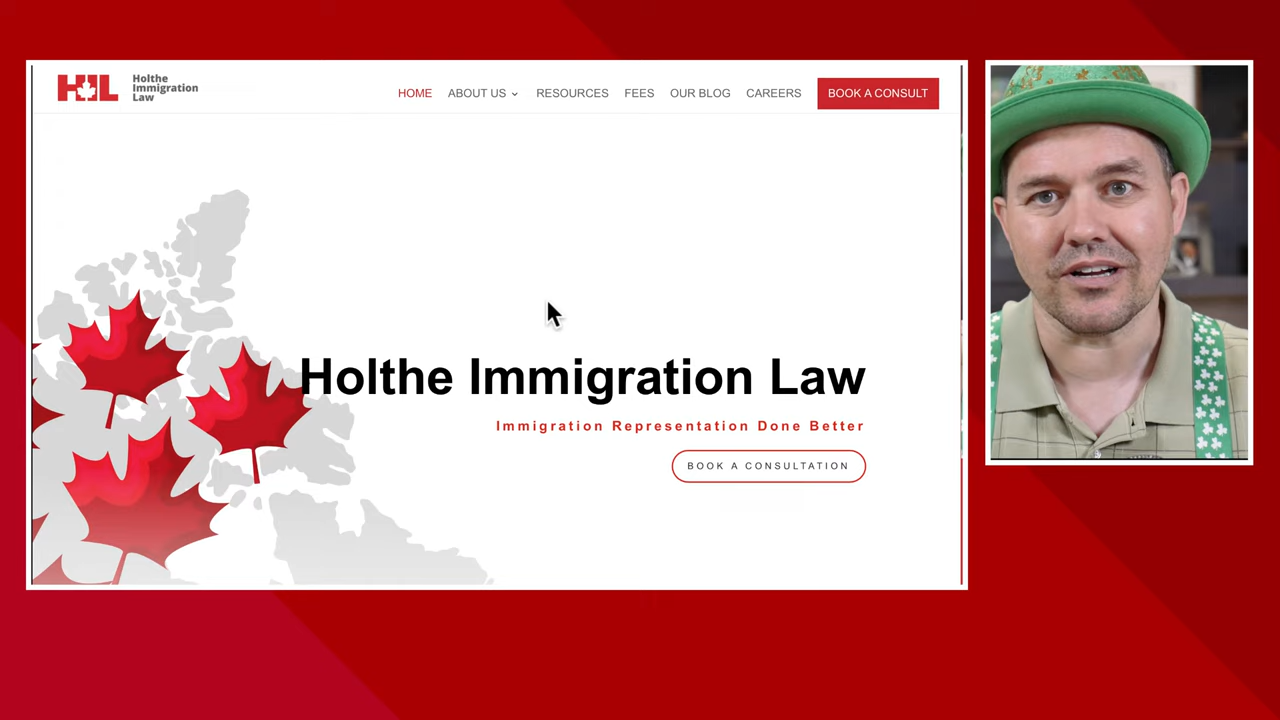 HIL
Holthe
Immigration
Law
HOME
ABOUT US
RESOURCES
FEES
OUR BLOG
CAREERS
BOOK A CONSULT
Holthe Immigration Law
Immigration Representation Done Better
BOOK A CONSULTATION